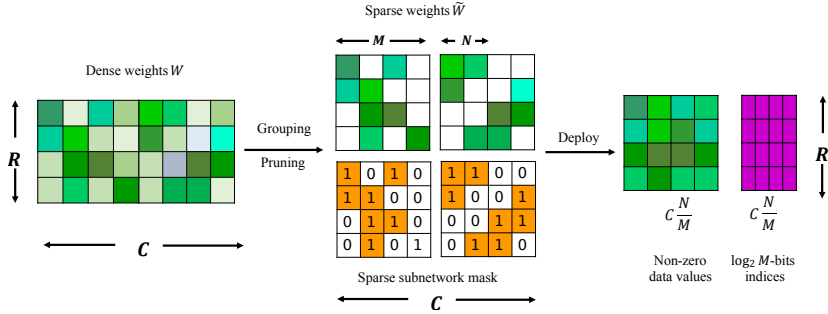 Sparse weights W̃
M
N
Dense weights W
R
C
Grouping
Pruning
1 0 1 0
1 1 0 0
0 1 1 0
0 1 0 1
1 1 0 0
1 0 0 1
0 0 1 1
0 1 1 0
Sparse subnetwork mask
C
Deploy
R
C N/M
C N/M
Non-zero
data values
log₂ M-bits
indices